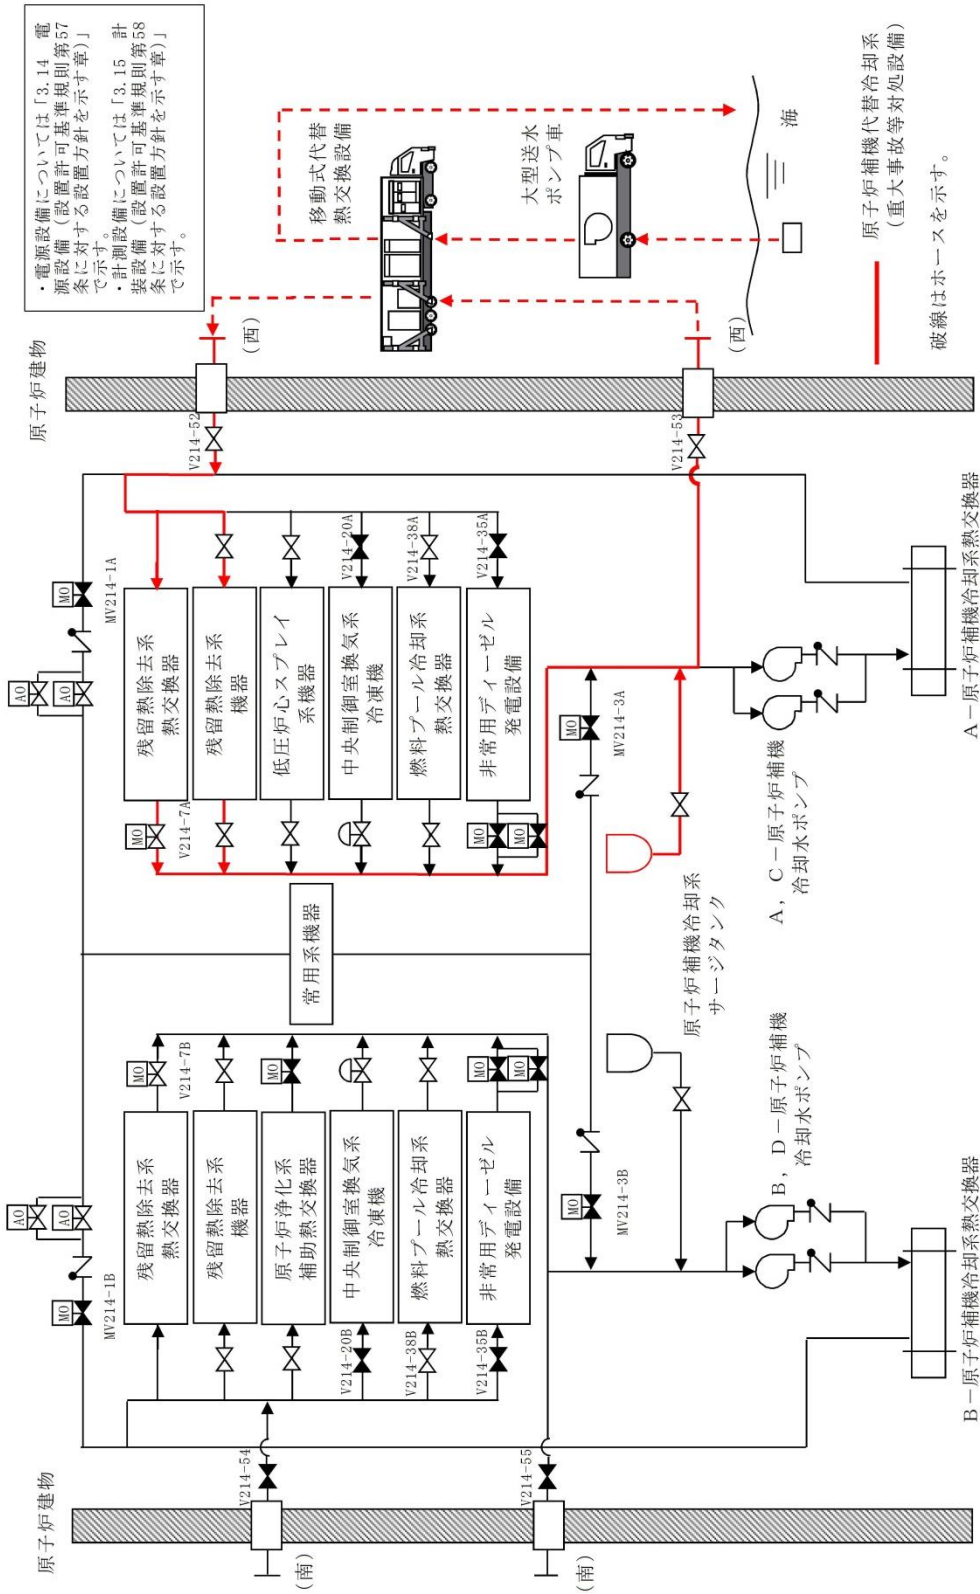 ・電源設備については「3.14 電
源設備（設置許可基準規則第57
条に対する設置方針を示す章）」
で示す。
・計測設備については「3.15 計
装設備（設置許可基準規則第58
条に対する設置方針を示す章）」
で示す。
原子炉建物
(西)
移動式代替
熱交換設備
大型送水
ポンプ車
海
(西)
原子炉補機代替冷却系
(重大事故等対処設備)
破線はホースを示す。
V214-52
V214-53
MO
MV214-1A
AO
AO
残留熱除去系
熱交換器
残留熱除去系
機器
低圧炉心スプレイ
系機器
中央制御室換気系
冷凍機
燃料プール冷却系
熱交換器
非常用ディーゼル
発電設備
V214-20A
V214-38A
V214-35A
MO
V214-7A
MO
MO
MO
MV214-3A
A－原子炉補機冷却系熱交換器
A, C－原子炉補機
冷却水ポンプ
原子炉補機冷却系
サージタンク
常用系機器
AO
AO
MO
MV214-1B
MO
V214-7B
MO
MO
MO
残留熱除去系
熱交換器
残留熱除去系
機器
原子炉浄化系
補助熱交換器
中央制御室換気系
冷凍機
燃料プール冷却系
熱交換器
非常用ディーゼル
発電設備
V214-20B
V214-38B
V214-35B
MO
MV214-3B
B, D－原子炉補機
冷却水ポンプ
B－原子炉補機冷却系熱交換器
V214-54
V214-55
原子炉建物
(南)
(南)